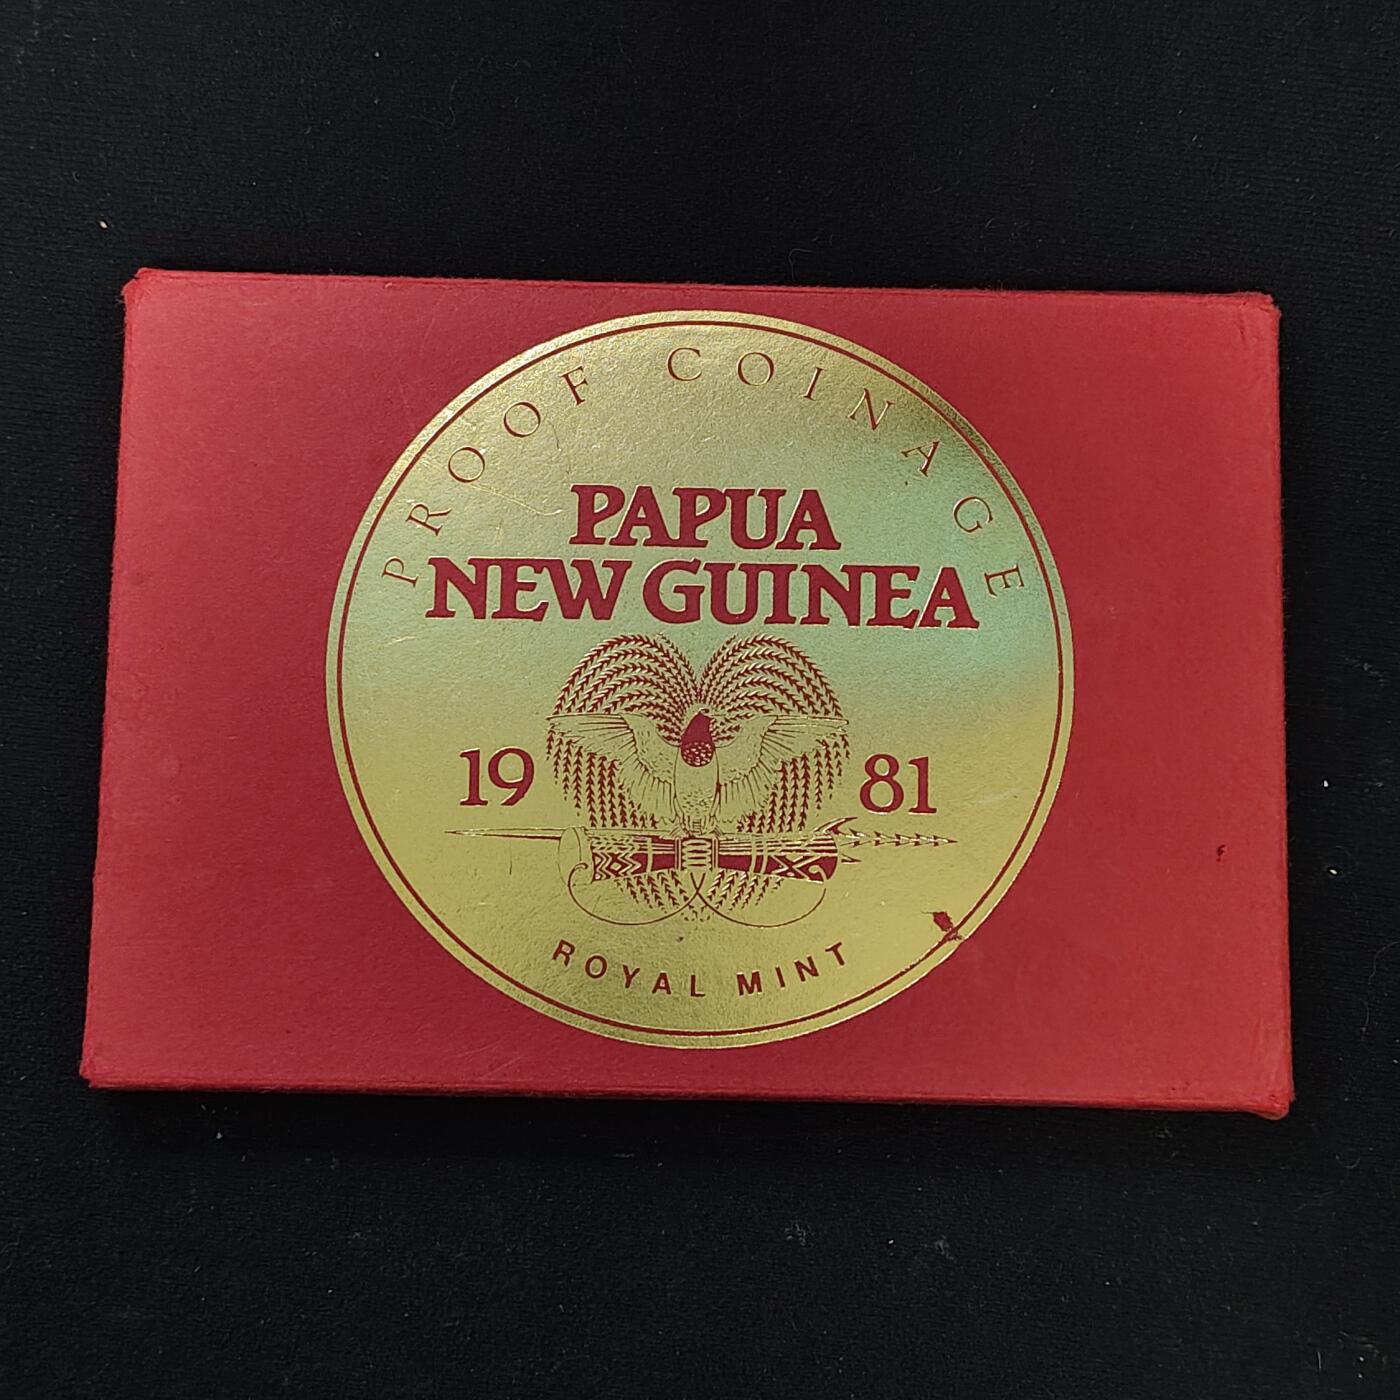 PROOF COINAGE
PAPUA
NEW GUINEA
19 81
ROYAL MINT